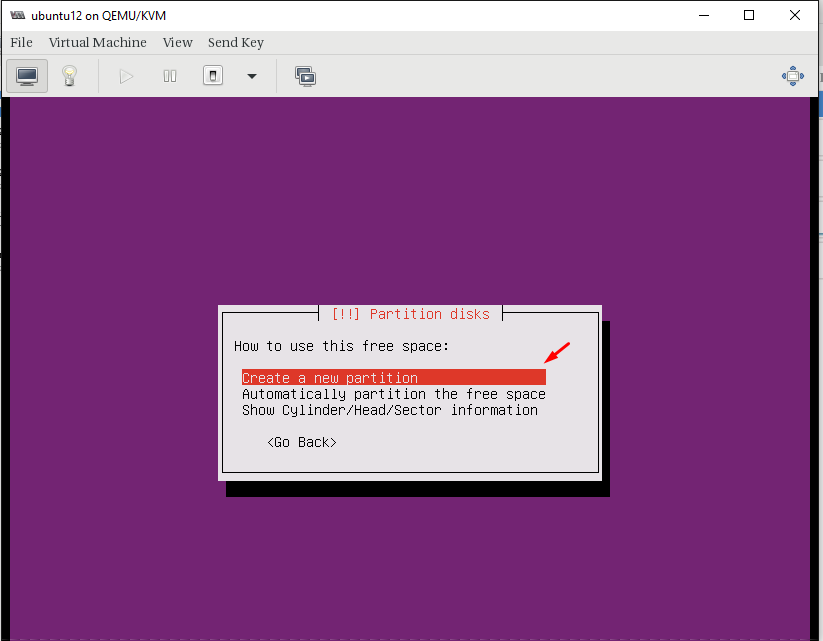 ubuntu12 on QEMU/KVM
File Virtual Machine View Send Key
[!!] Partition disks
How to use this free space:
Create a new partition
Automatically partition the free space
Show Cylinder/Head/Sector information
<Go Back>